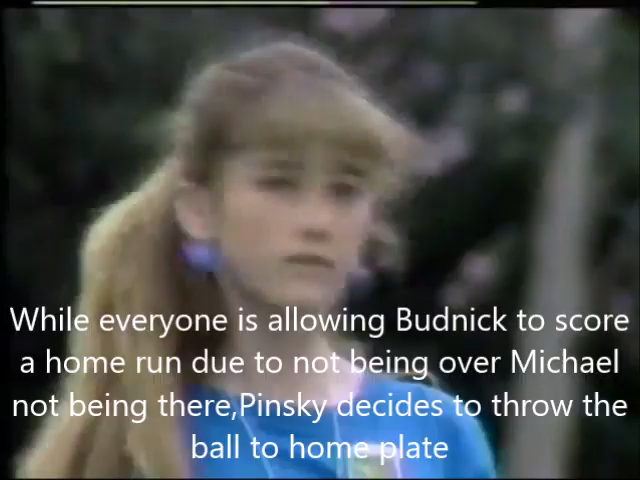 While everyone is allowing Budnick to score
a home run due to not being over Michael
not being there,Pinsky decides to throw the
ball to home plate